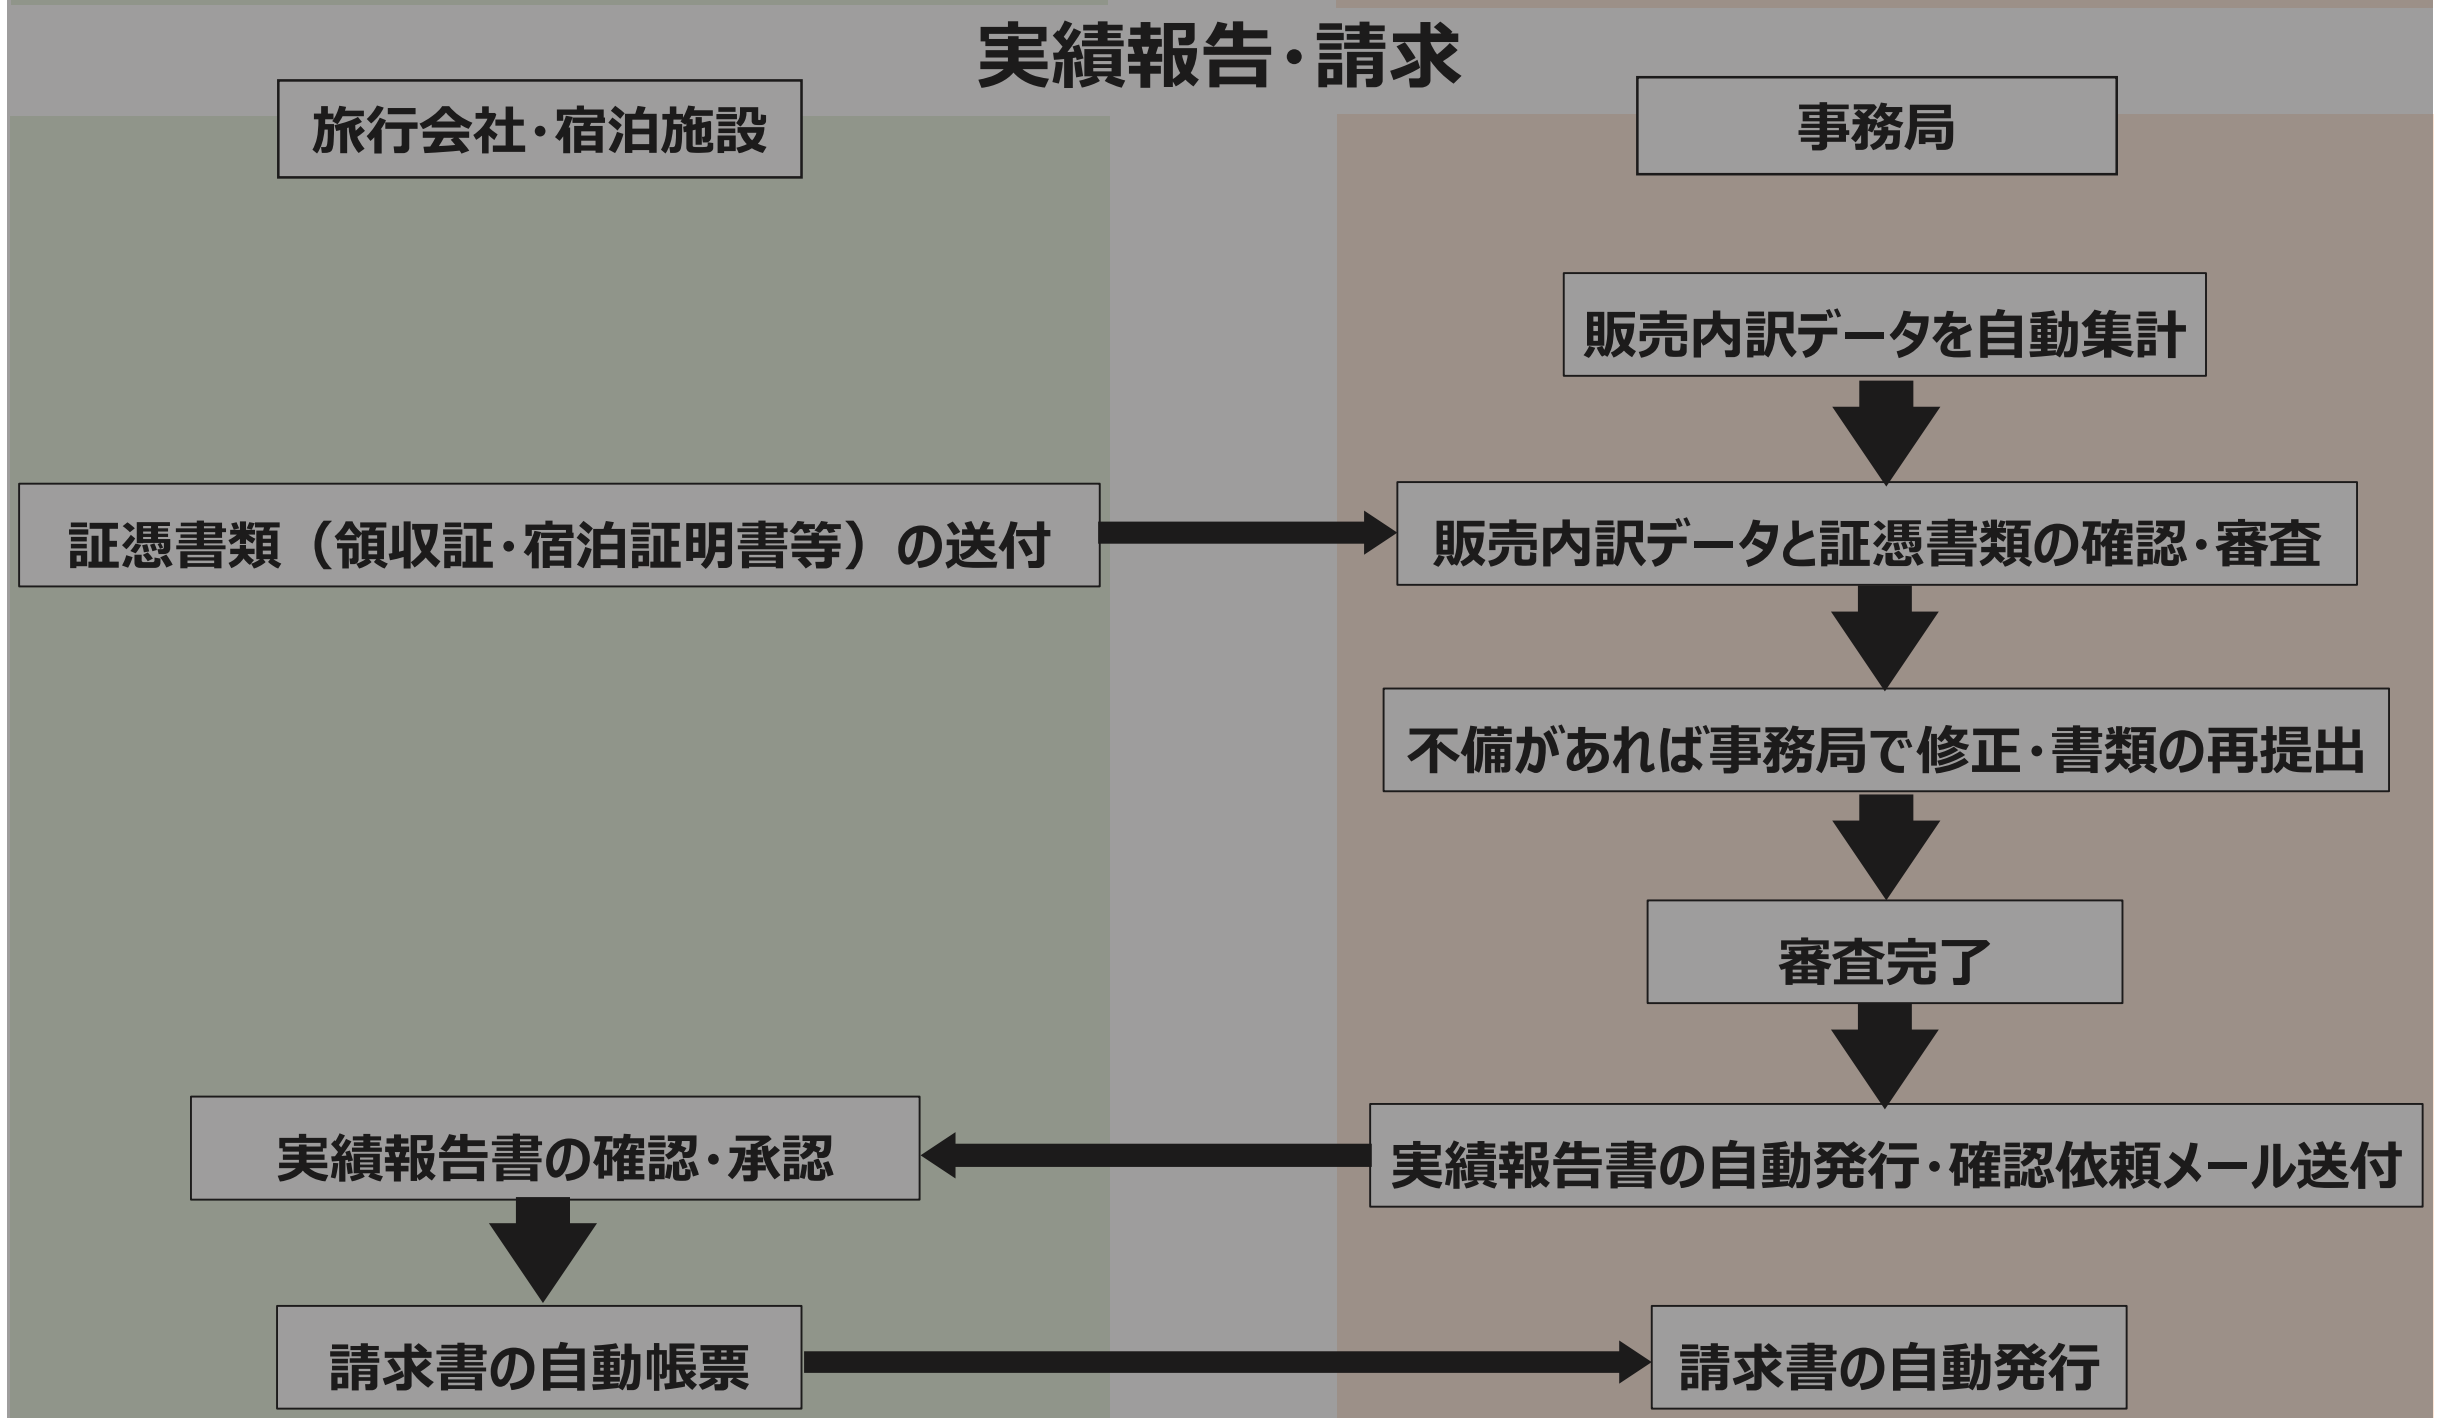 実績報告・請求
旅行会社・宿泊施設
事務局
販売内訳データを自動集計
証憑書類（領収証・宿泊証明書等）の送付
販売内訳データと証憑書類の確認・審査
不備があれば事務局で修正・書類の再提出
審査完了
実績報告書の確認・承認
実績報告書の自動発行・確認依頼メール送付
請求書の自動帳票
請求書の自動発行